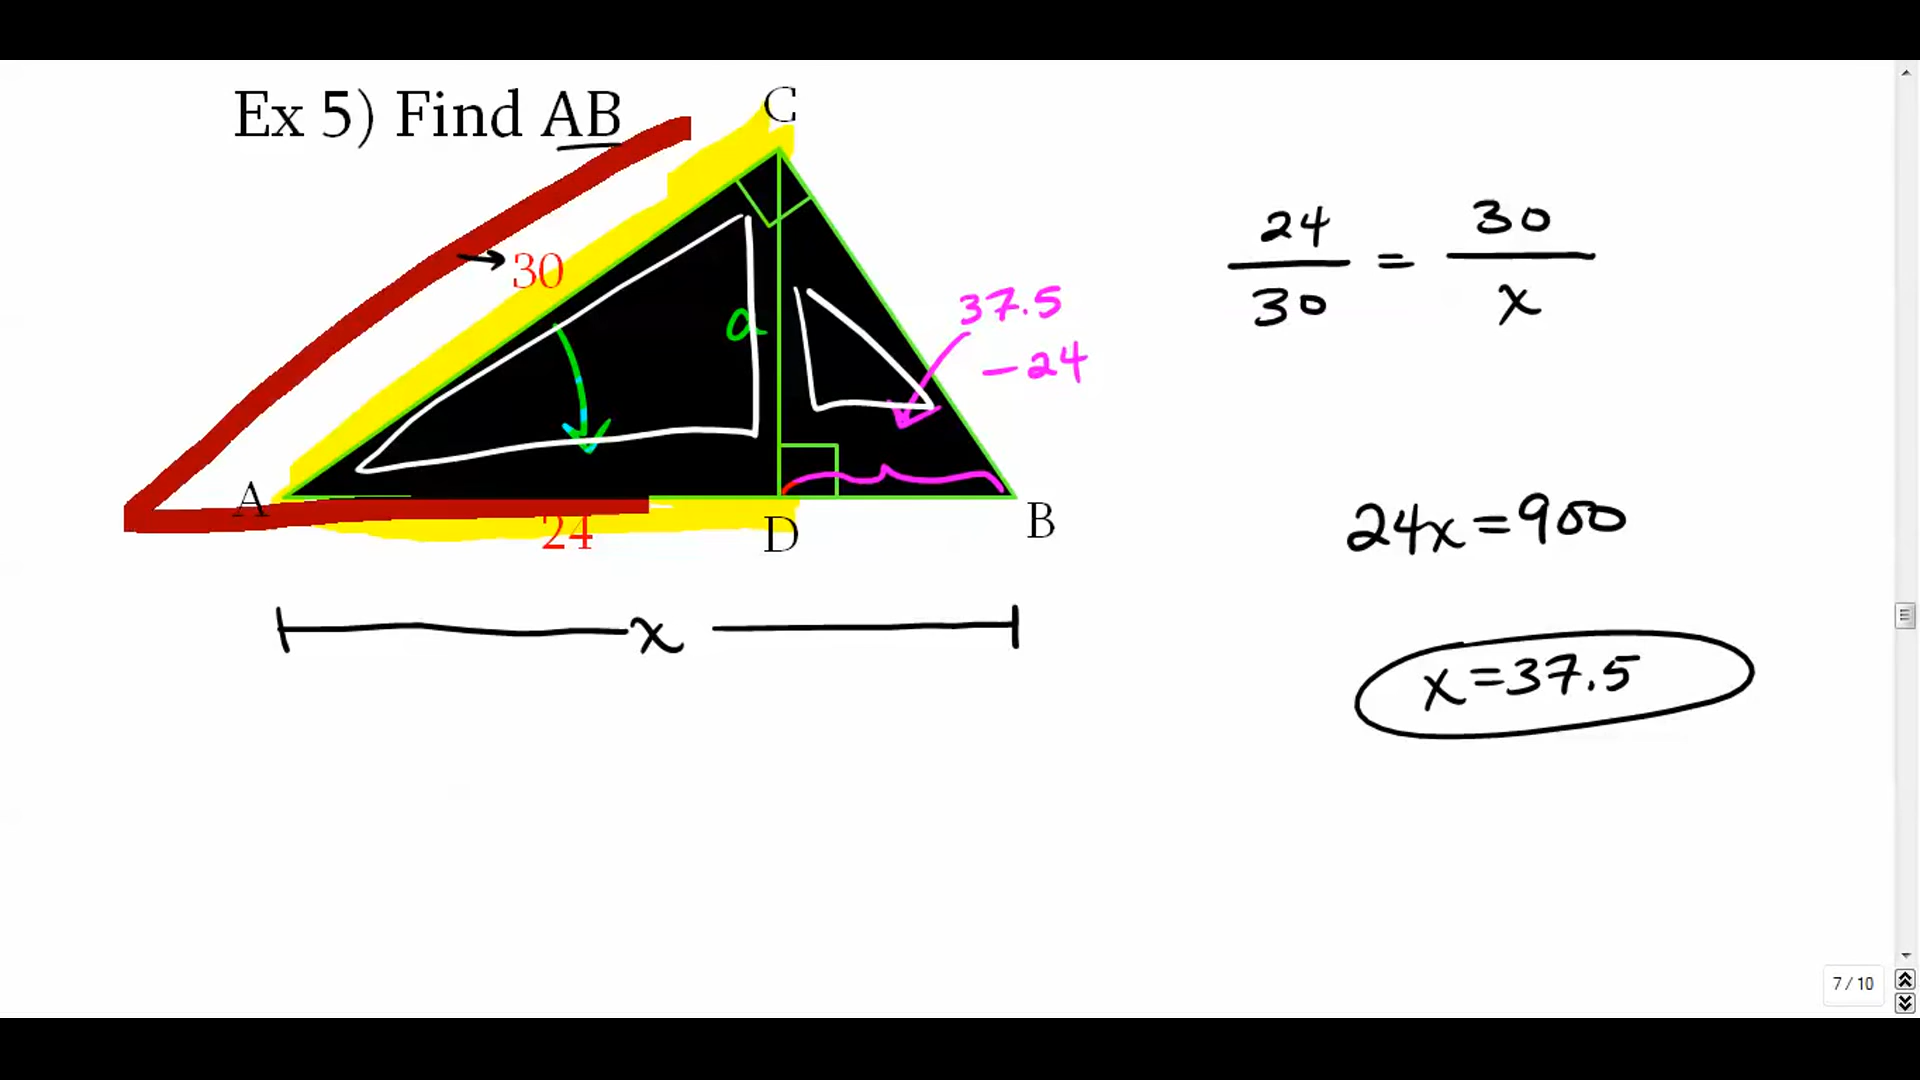 Ex 5) Find AB
C
30
a
37.5
-24
A
24
D
B
x
24/30 = 30/x
24x=900
x=37.5
7 / 10